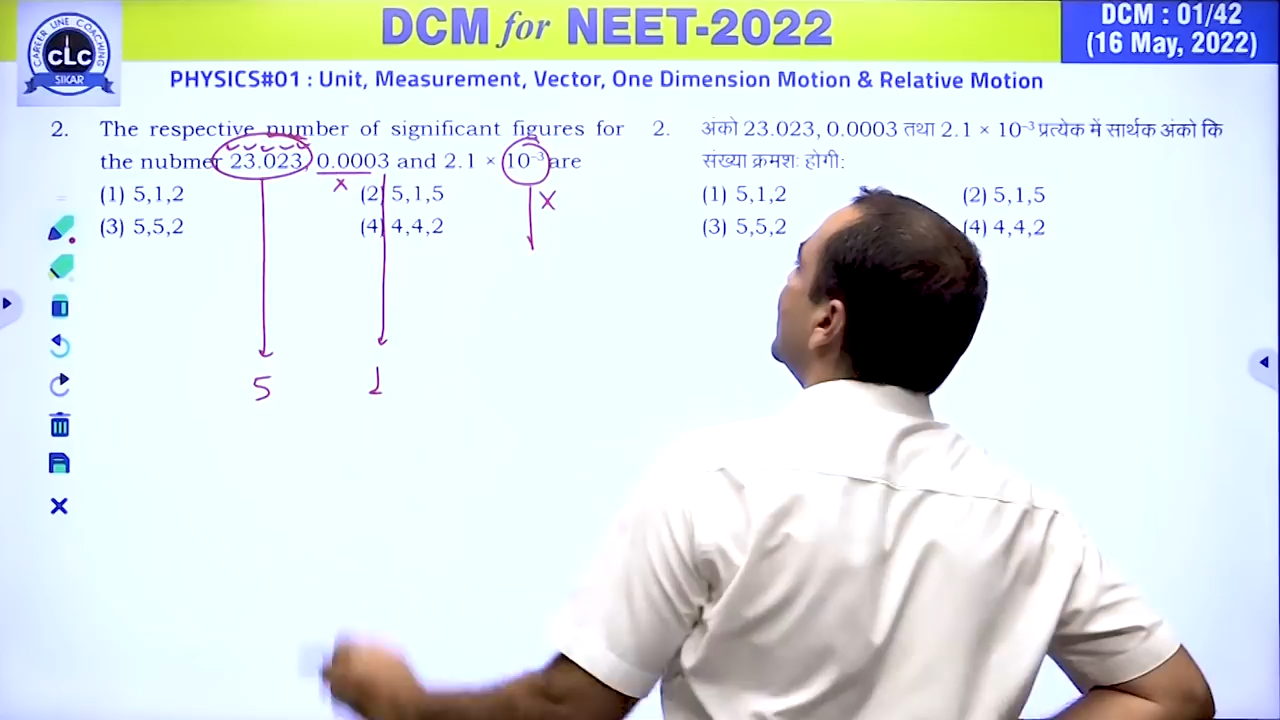 DCM for NEET-2022
DCM : 01/42
(16 May, 2022)
CAREER LINE COACHING
CLC
SIKAR
PHYSICS#01 : Unit, Measurement, Vector, One Dimension Motion & Relative Motion
2. The respective number of significant figures for
the nubmer 23.023, 0.0003 and 2.1 × 10⁻³ are
x
x
(1) 5,1,2 (2) 5,1,5
(3) 5,5,2 (4) 4,4,2
5 1
2. अंको 23.023, 0.0003 तथा 2.1 × 10⁻³ प्रत्येक में सार्थक अंको कि
संख्या क्रमशः होगी:
(1) 5,1,2 (2) 5,1,5
(3) 5,5,2 (4) 4,4,2